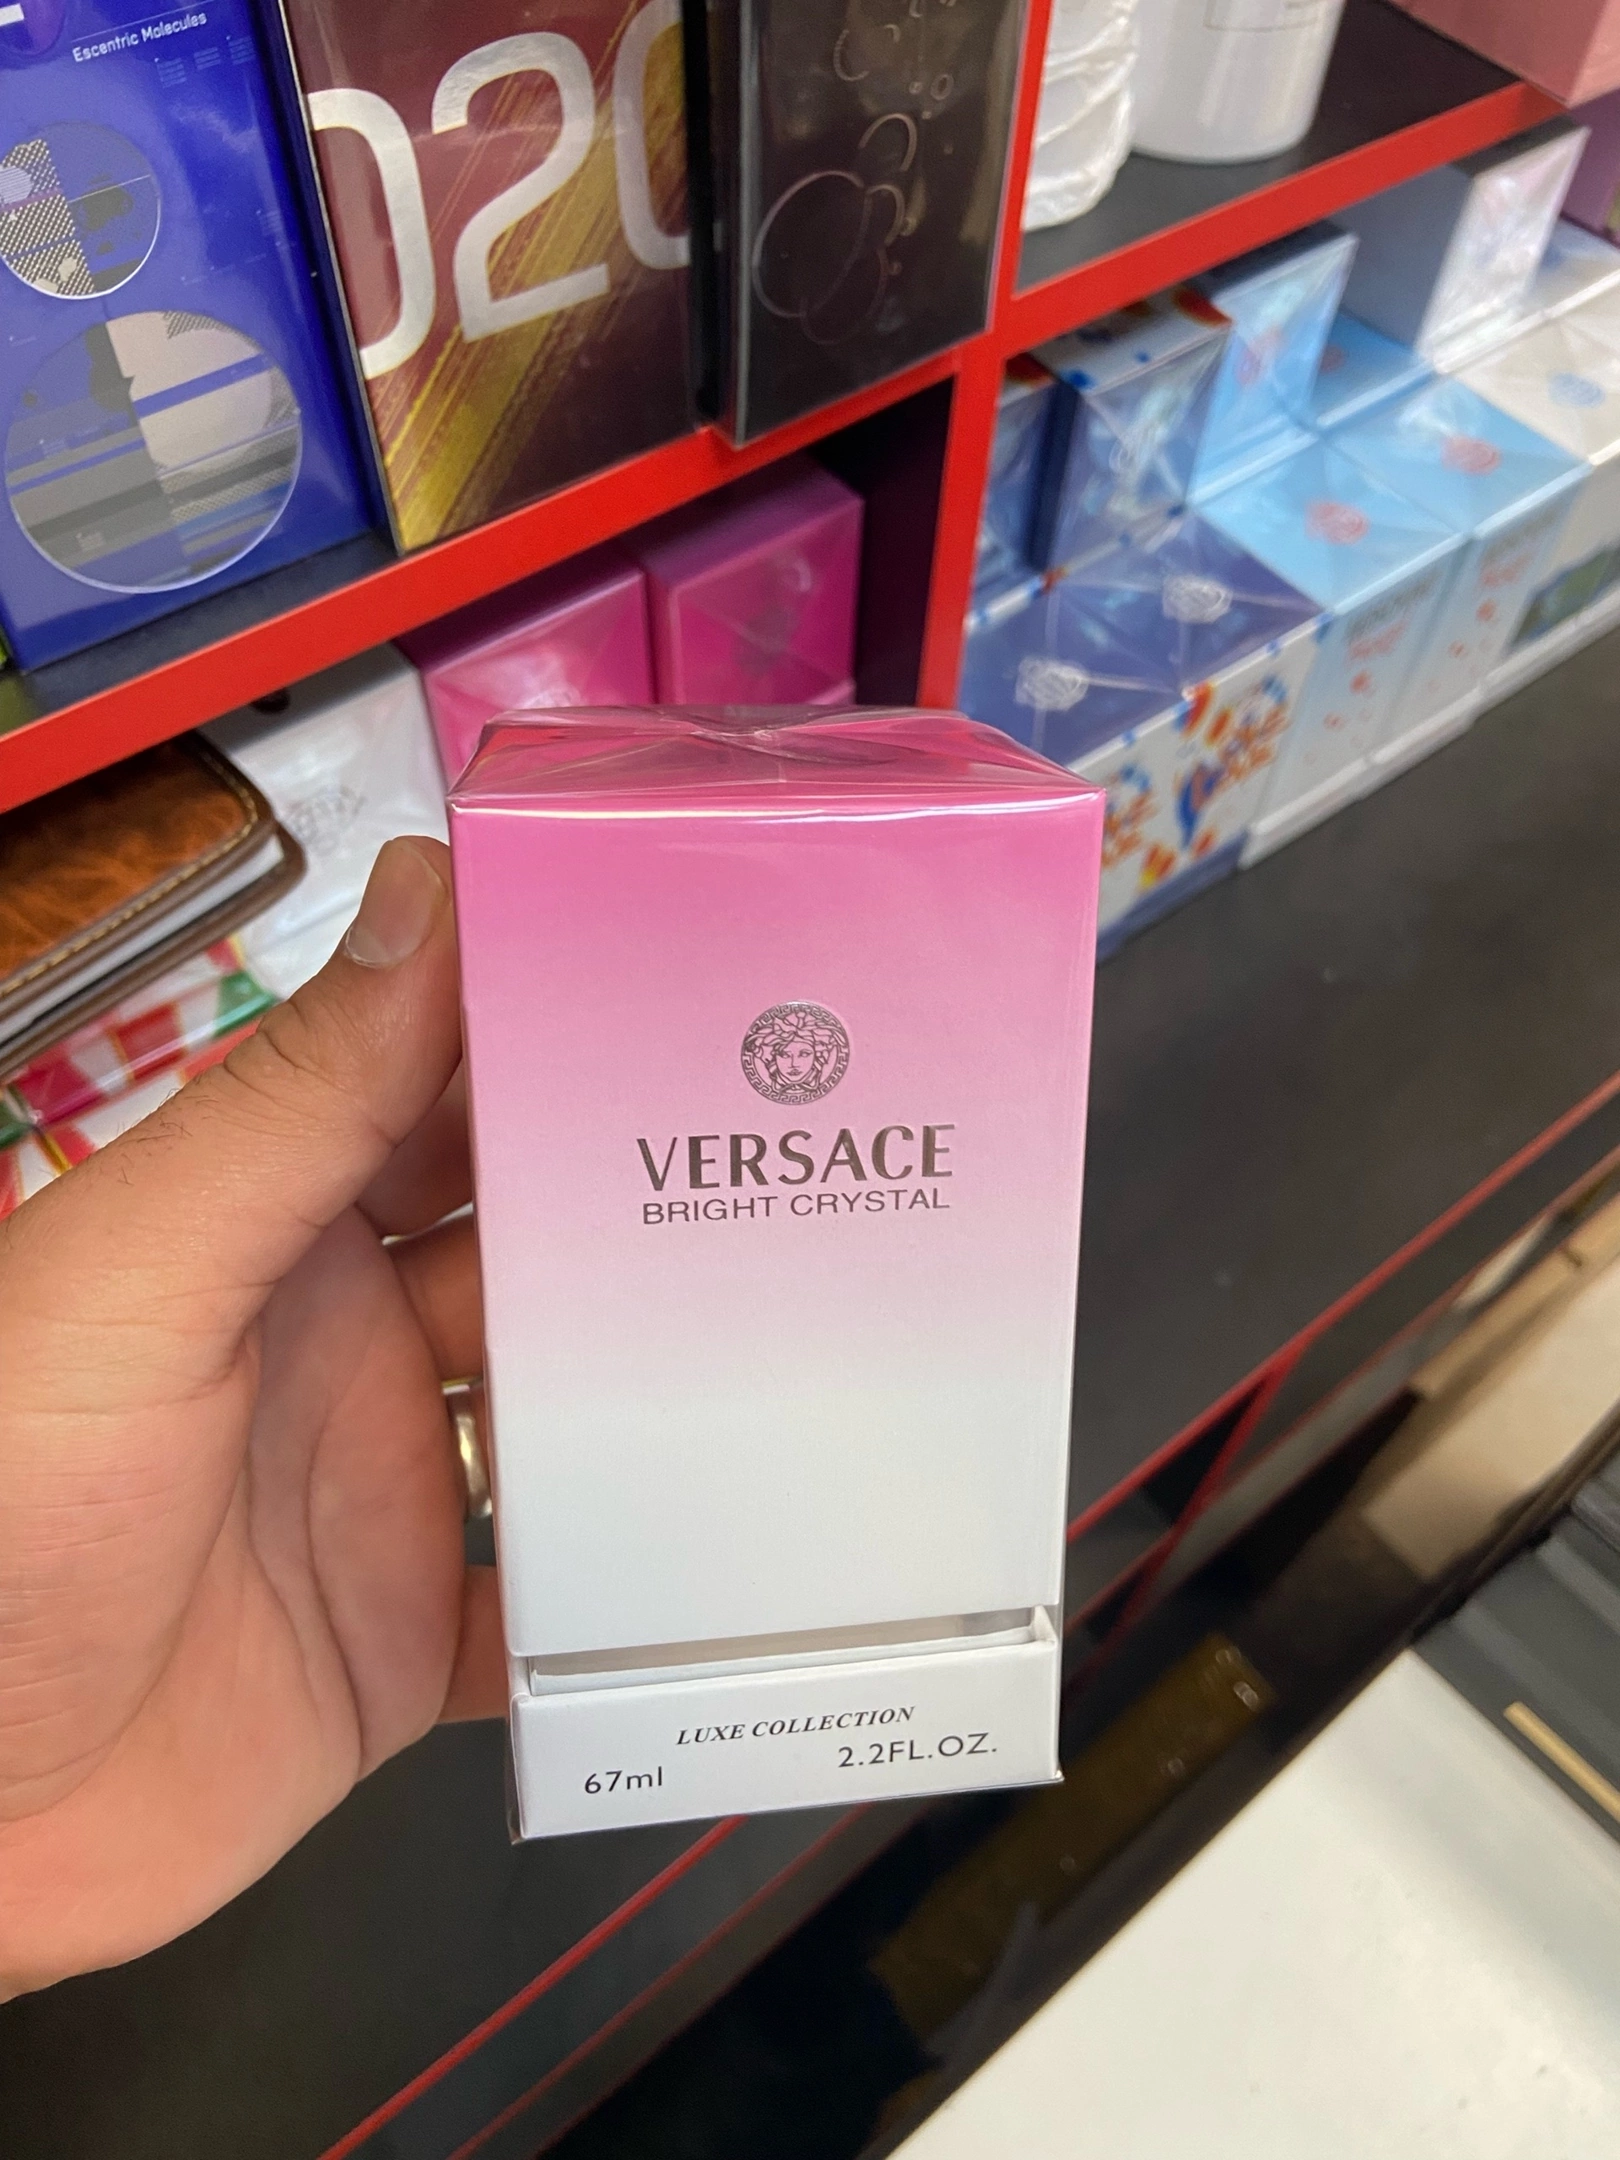 Escentric Molecules
020
VERSACE
BRIGHT CRYSTAL
LUXE COLLECTION
67ml
2.2FL.OZ.